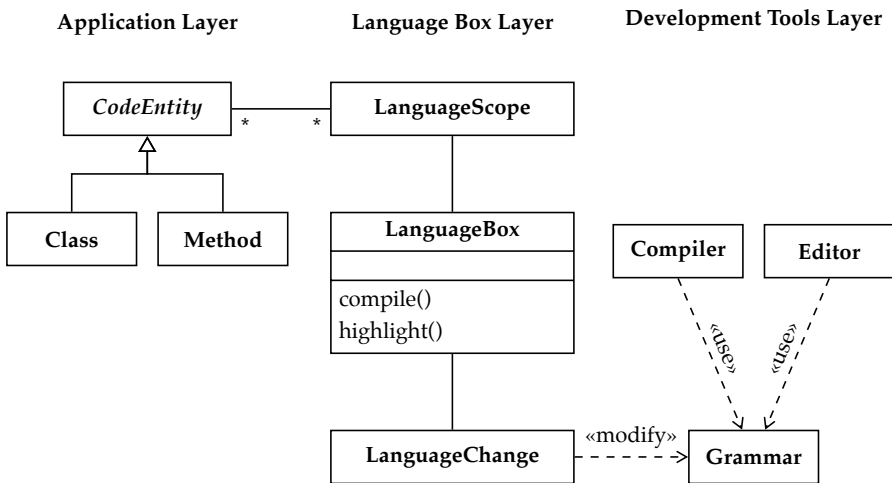 Application Layer
Language Box Layer
Development Tools Layer
CodeEntity
*
*
LanguageScope
Class
Method
LanguageBox
compile()
highlight()
Compiler
Editor
«use»
«use»
LanguageChange
«modify»
Grammar